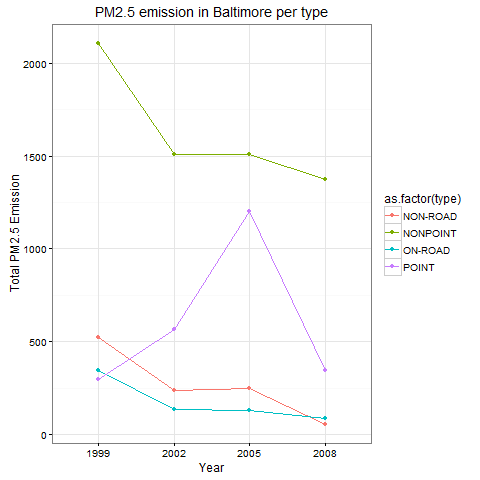 PM2.5 emission in Baltimore per type
Total PM2.5 Emission
2000
1500
1000
500
0
1999 2002 2005 2008
Year
as.factor(type)
NON-ROAD
NONPOINT
ON-ROAD
POINT